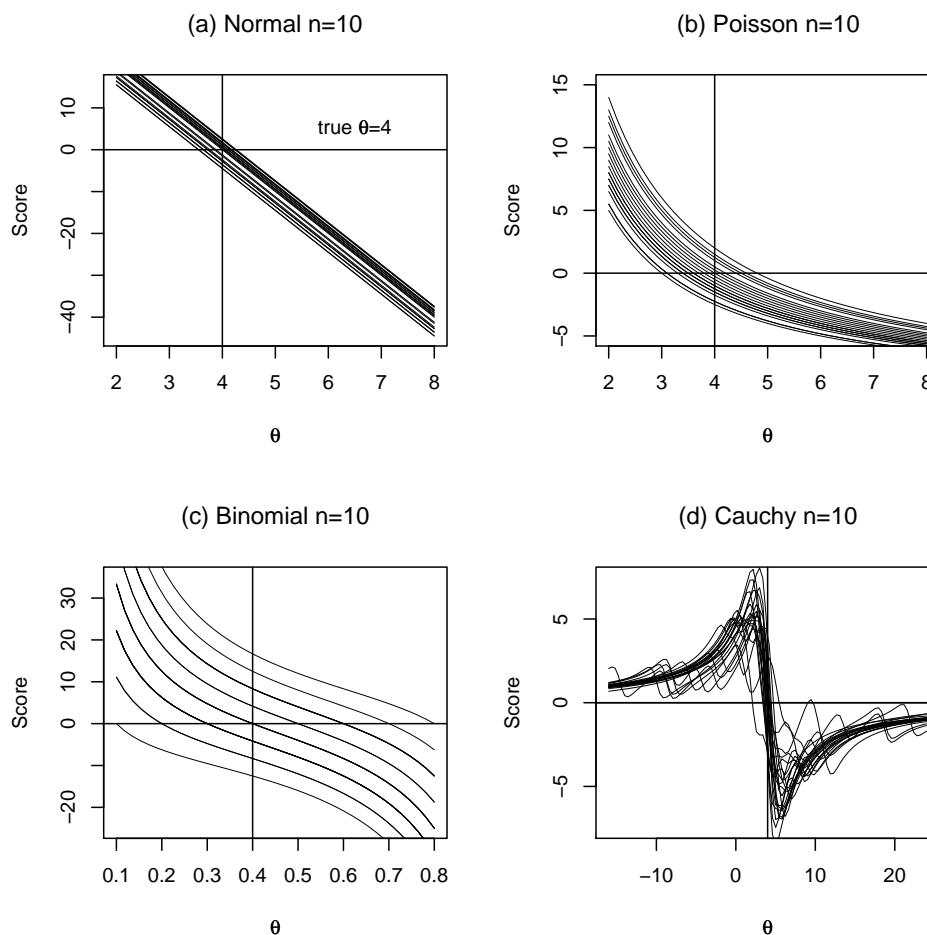 (a) Normal n=10
Score
10
0
−20
−40
true θ=4
2 3 4 5 6 7 8
θ
(b) Poisson n=10
Score
15
10
5
0
−5
2 3 4 5 6 7 8
θ
(c) Binomial n=10
Score
30
20
10
0
−20
0.1 0.2 0.3 0.4 0.5 0.6 0.7 0.8
θ
(d) Cauchy n=10
Score
5
0
−5
−10 0 10 20
θ